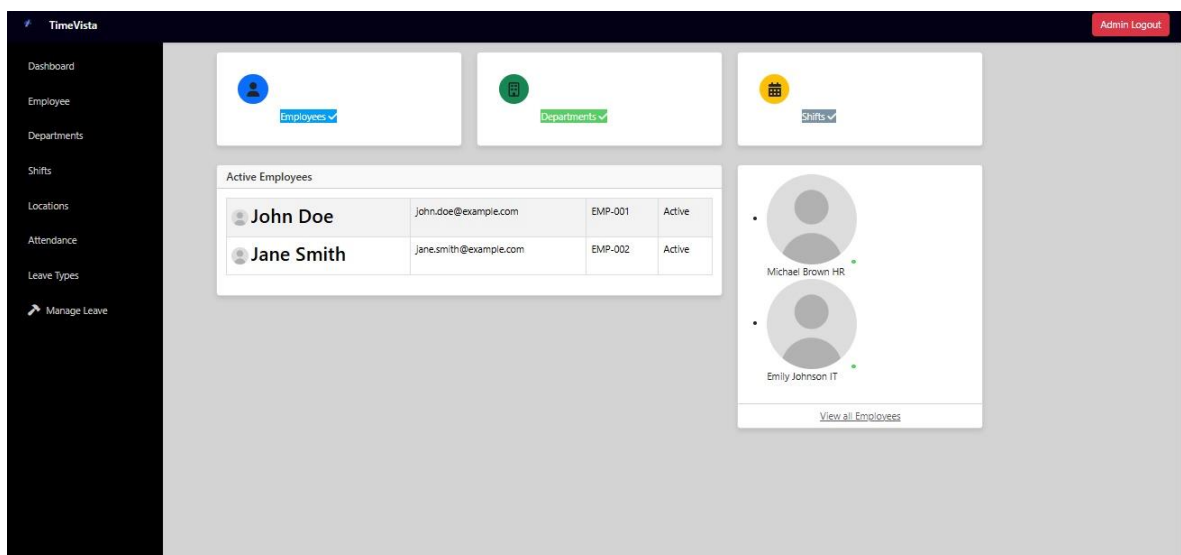 TimeVista
Admin Logout
Dashboard
Employee
Departments
Shifts
Locations
Attendance
Leave Types
Manage Leave
Employees
Departments
Shifts
Active Employees
John Doe john.doe@example.com EMP-001 Active
Jane Smith jane.smith@example.com EMP-002 Active
Michael Brown HR
Emily Johnson IT
View all Employees